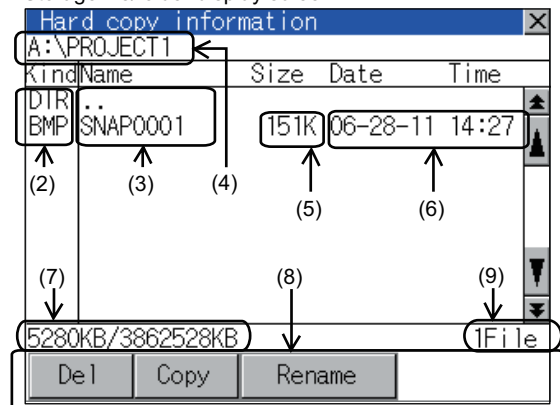 Hard copy information ×
A:\PROJECT1
Kind Name Size Date Time
DIR ..
BMP SNAP0001 151K 06-28-11 14:27
(2) (3) (4) (5) (6)
(7) (8) (9)
5280KB/3862528KB 1File
Del Copy Rename